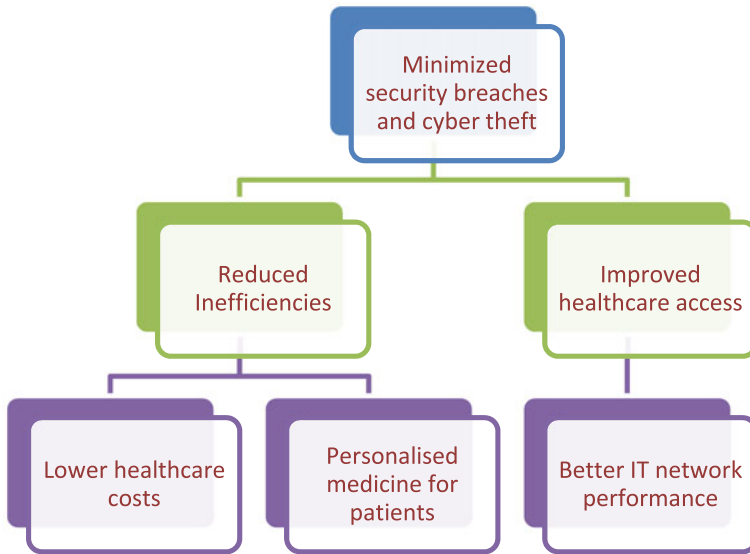 Minimized
security breaches
and cyber theft
Reduced
Inefficiencies
Improved
healthcare access
Lower healthcare
costs
Personalised
medicine for
patients
Better IT network
performance